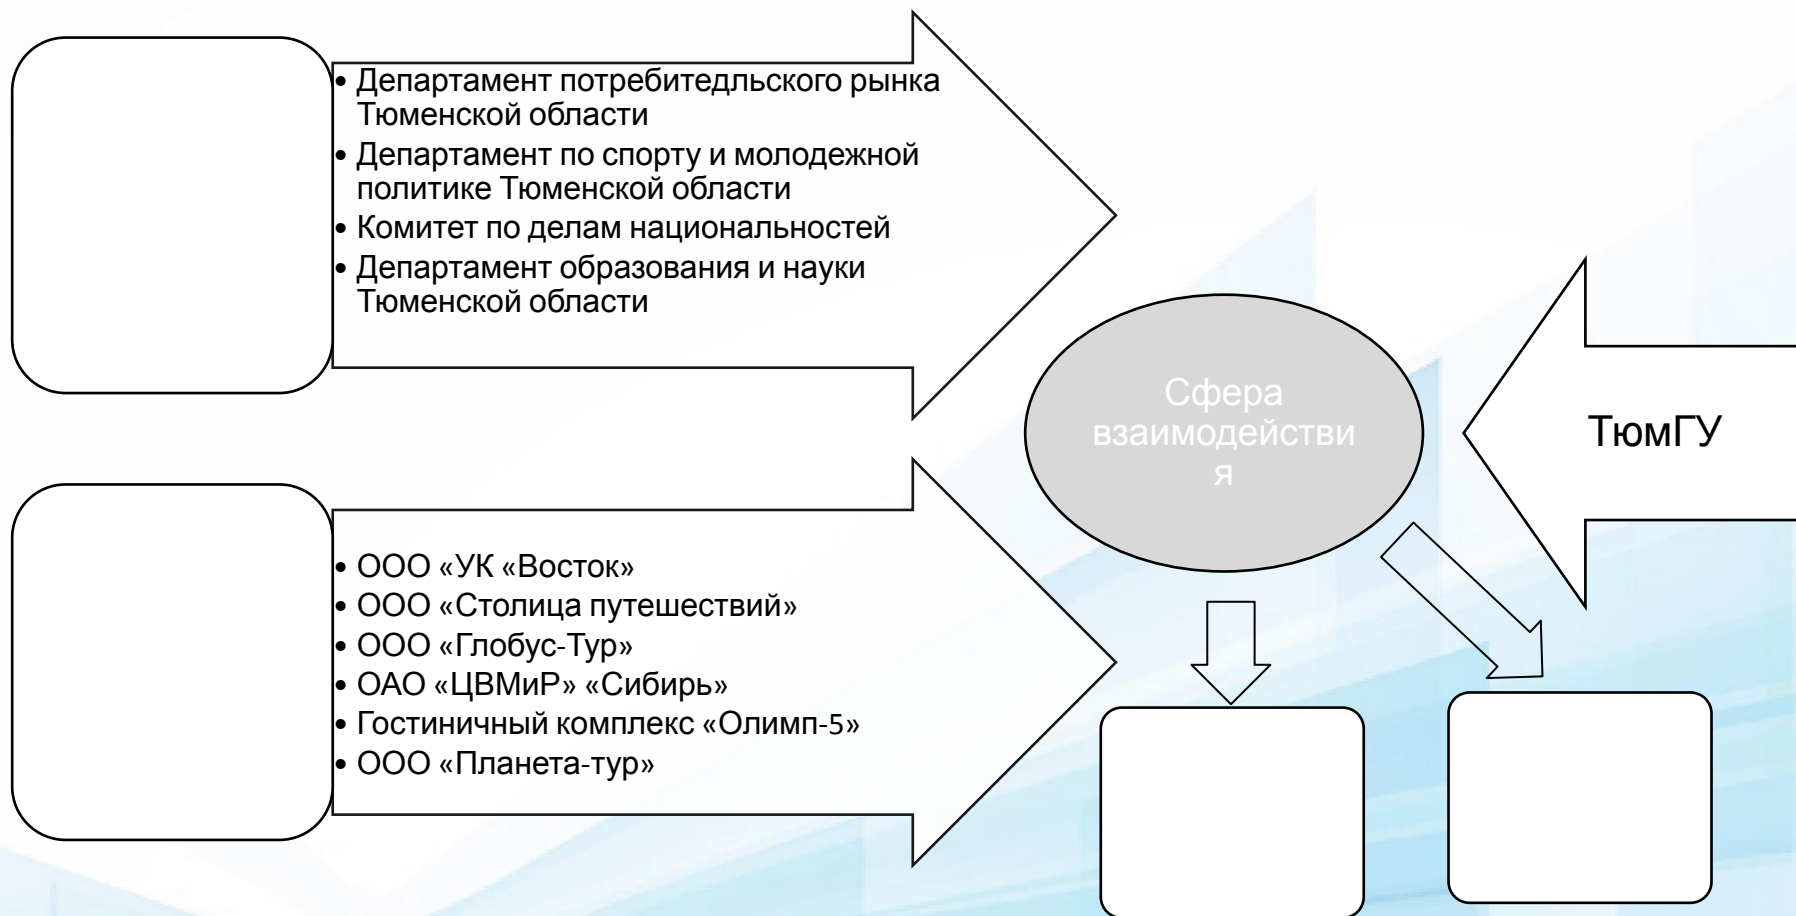 • Департамент потребитедльского рынка
Тюменской области
• Департамент по спорту и молодежной
политике Тюменской области
• Комитет по делам национальностей
• Департамент образования и науки
Тюменской области
Сфера
взаимодействи
я
ТюмГУ
• ООО «УК «Восток»
• ООО «Столица путешествий»
• ООО «Глобус-Тур»
• ОАО «ЦВМиР» «Сибирь»
• Гостиничный комплекс «Олимп-5»
• ООО «Планета-тур»